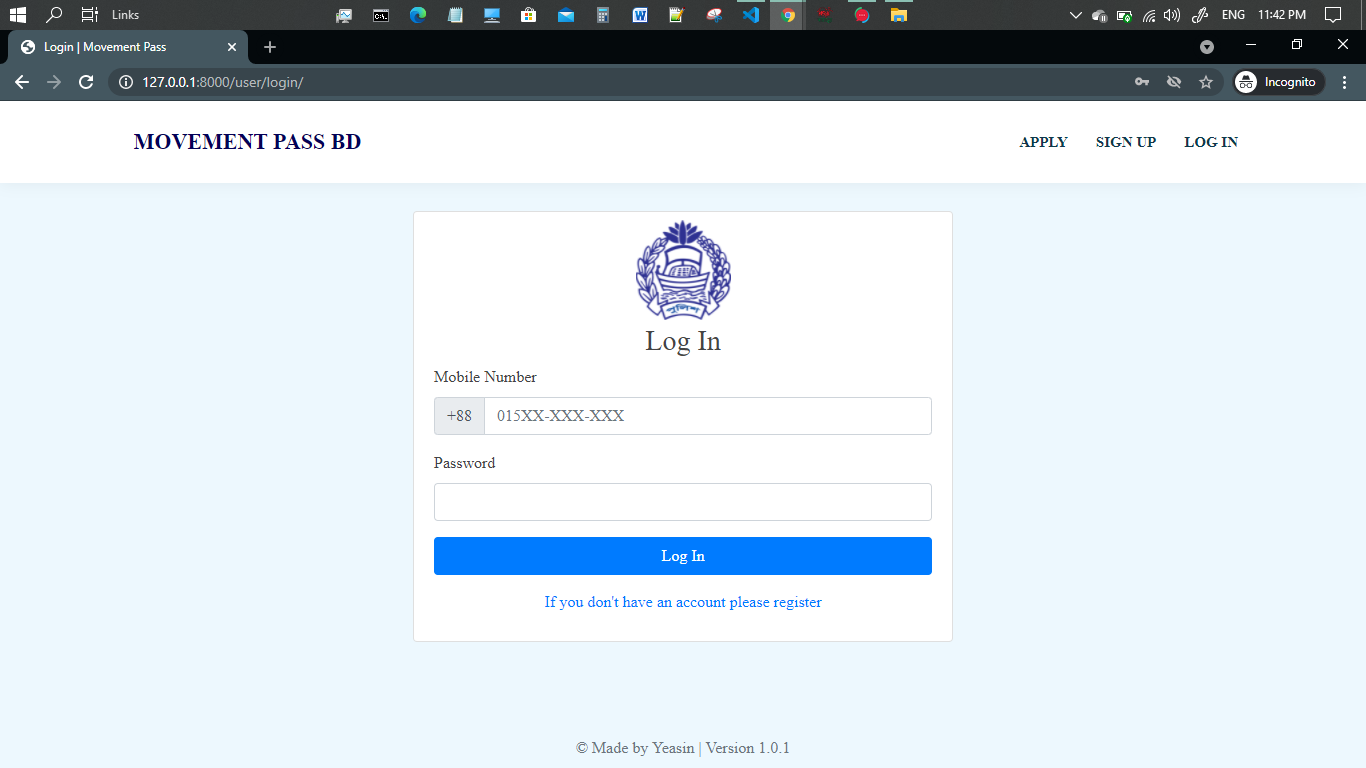 Links
ENG
11:42 PM
Login | Movement Pass
127.0.0.1:8000/user/login/
Incognito
MOVEMENT PASS BD
APPLY
SIGN UP
LOG IN
পুলিশ
Log In
Mobile Number
+88
015XX-XXX-XXX
Password
Log In
If you don't have an account please register
© Made by Yeasin | Version 1.0.1